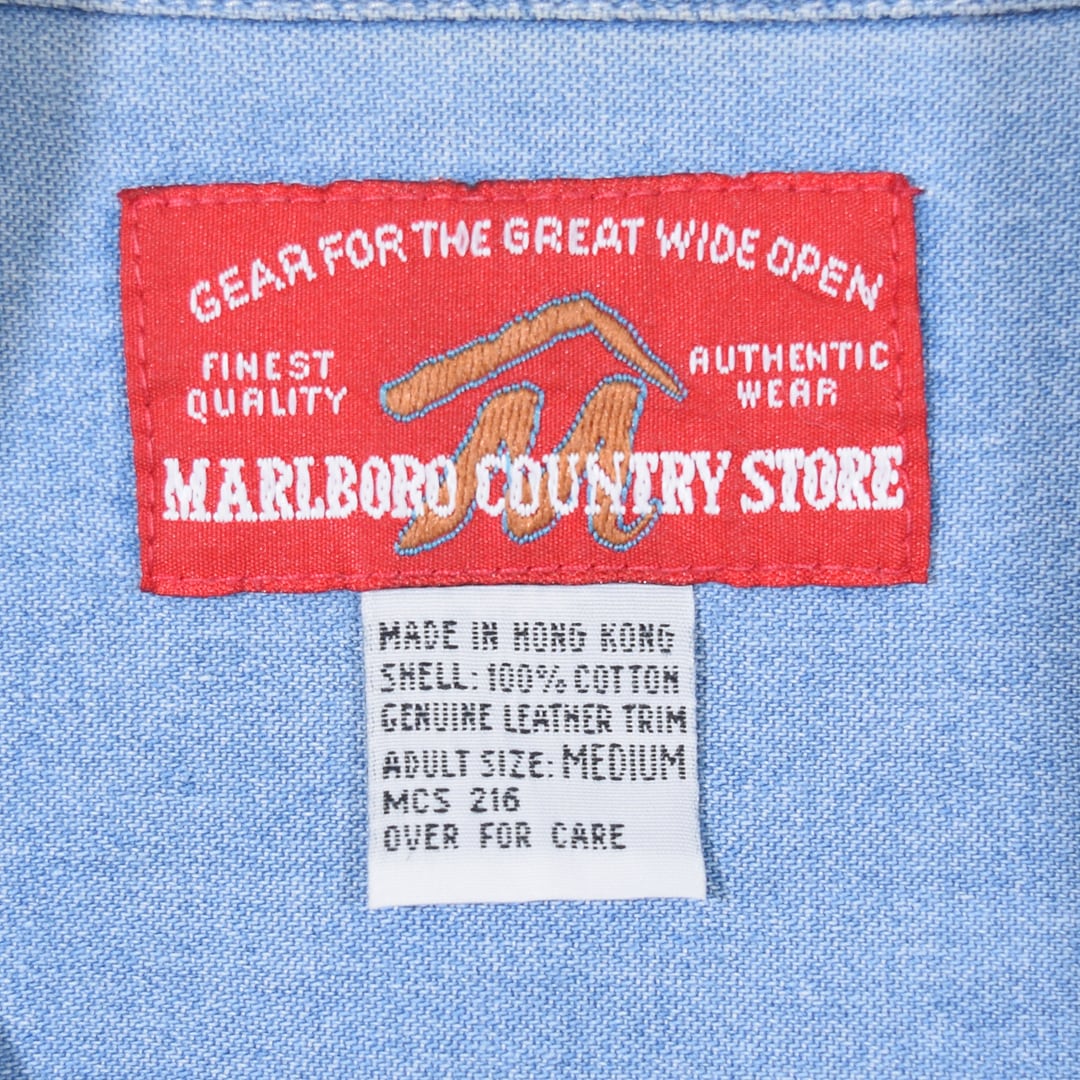 GEAR FOR THE GREAT WIDE OPEN
FINEST
QUALITY
AUTHENTIC
WEAR
M
MARLBORO COUNTRY STORE
MADE IN HONG KONG
SHELL: 100% COTTON
GENUINE LEATHER TRIM
ADULT SIZE: MEDIUM
MCS 216
OVER FOR CARE